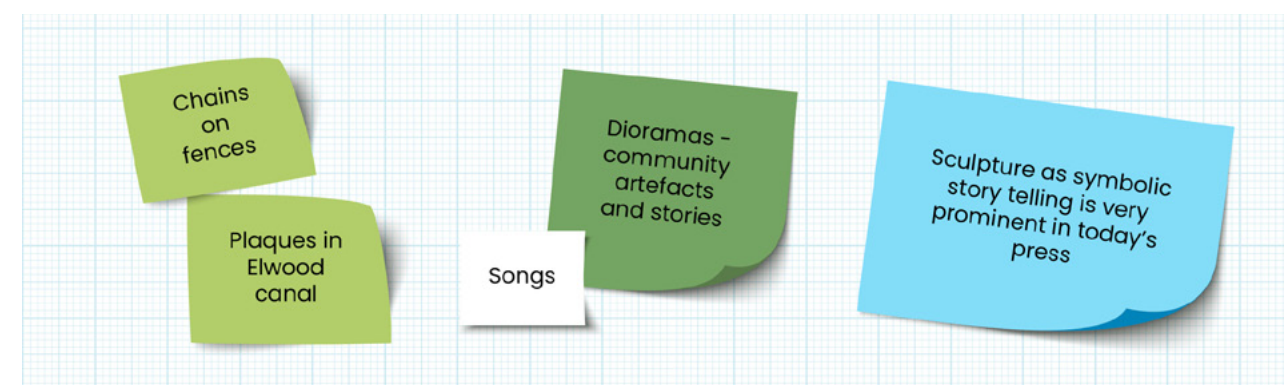 Chains
on
fences
Plaques in
Elwood
canal
Songs
Dioramas -
community
artefacts
and stories
Sculpture as symbolic
story telling is very
prominent in today's
press